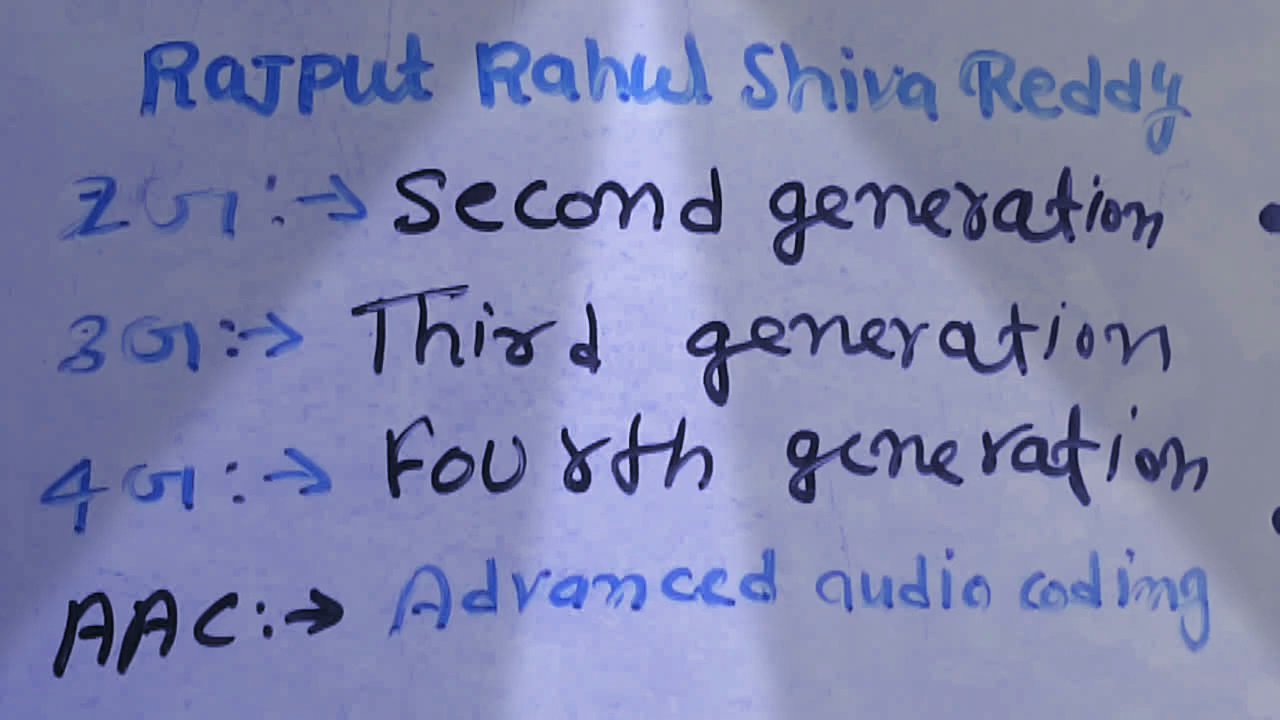 Rajput Rahul Shiva Reddy
2G :→ Second generation
3G :→ Third generation
4G :→ Fourth generation
AAC :→ Advanced audio coding